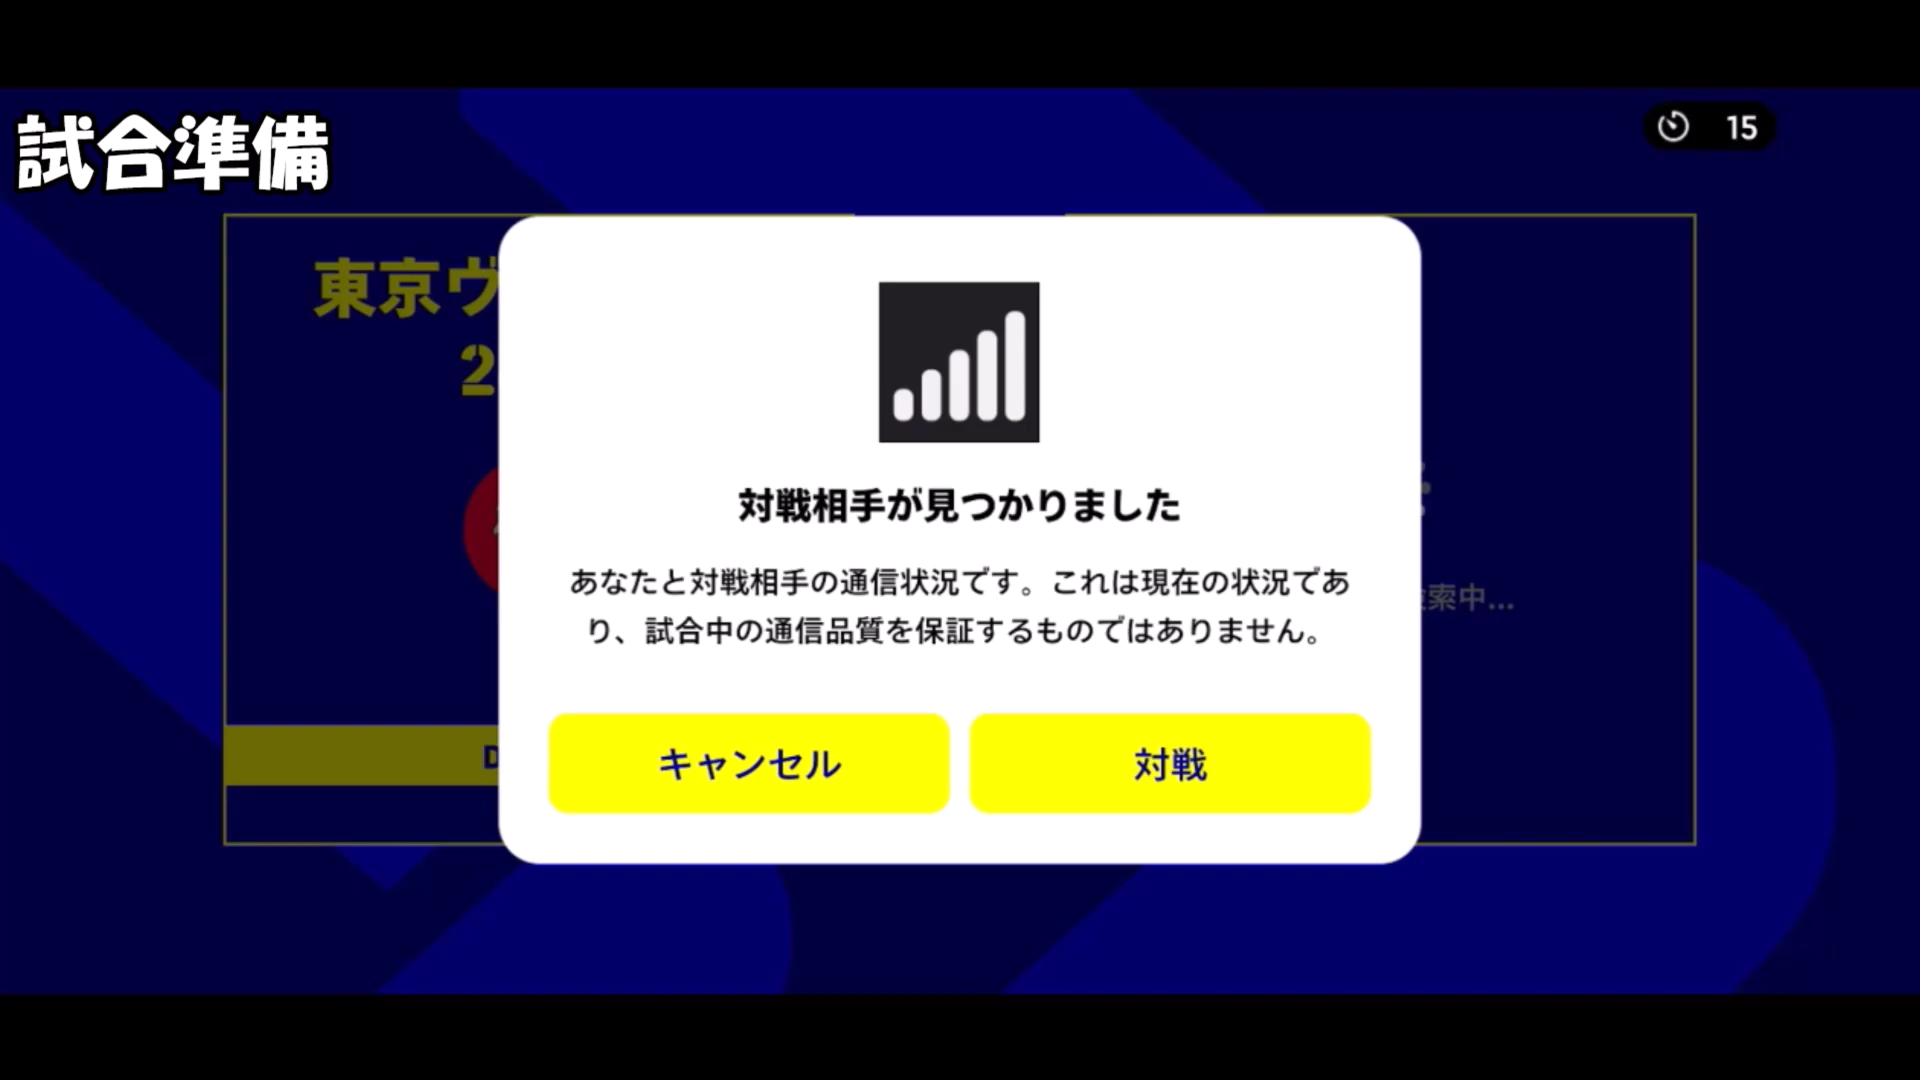 試合準備
15
東京ヴ
2
対戦相手が見つかりました
あなたと対戦相手の通信状況です。これは現在の状況であ
り、試合中の通信品質を保証するものではありません。
索中...
キャンセル
対戦
D